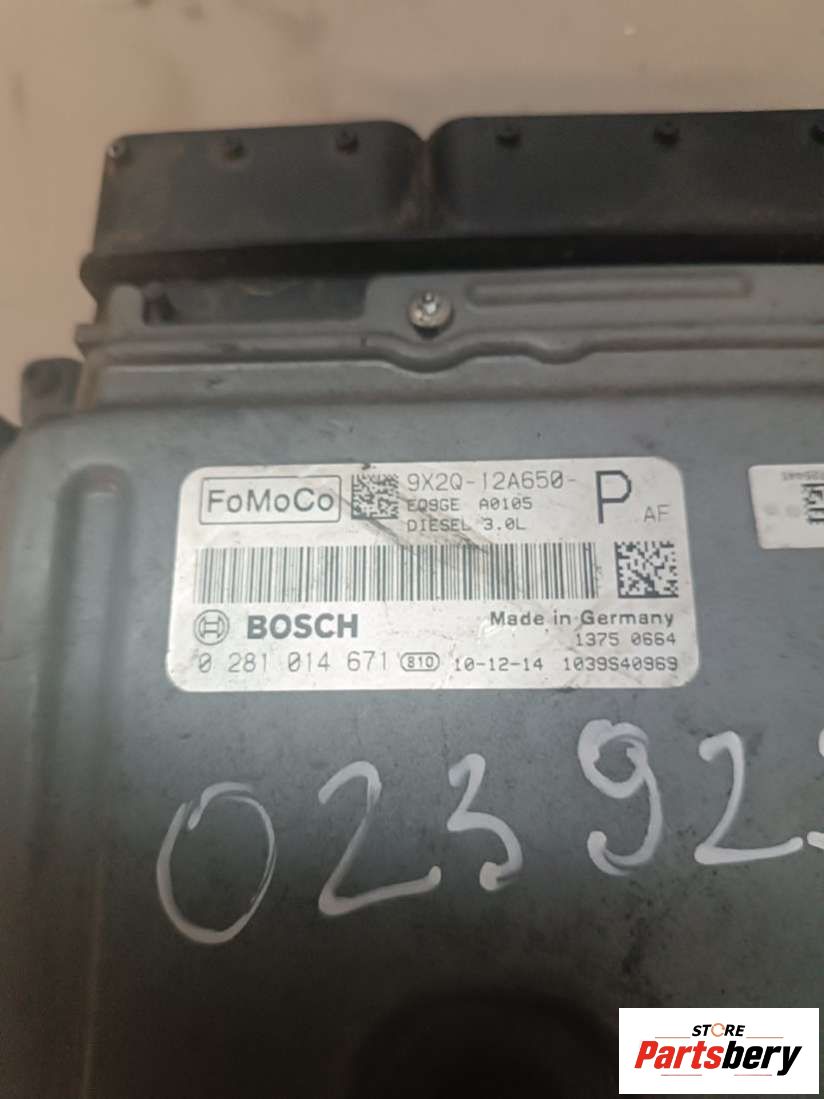 FoMoCo 9X2Q-12A650- P AF
EQ9GE A0105
DIESEL 3.0L
BOSCH Made in Germany
1375 0664
0 281 014 671 810 10-12-14 1039S40969
02392
STORE
Partsbery